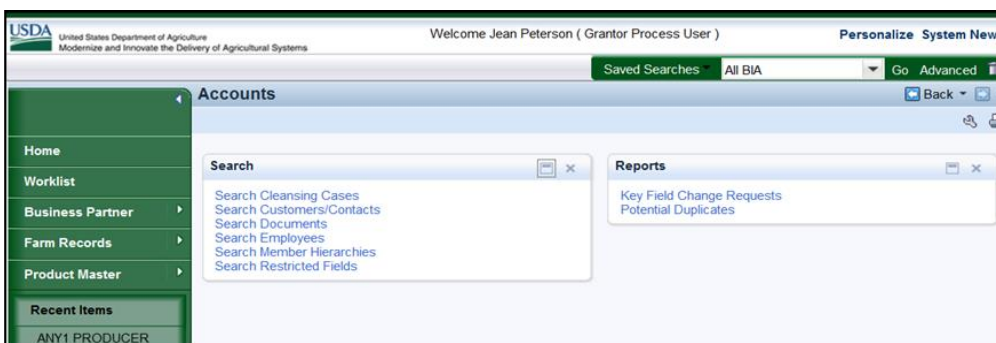 USDA
United States Department of Agriculture
Modernize and Innovate the Delivery of Agricultural Systems
Welcome Jean Peterson ( Grantor Process User )
Personalize System New
Saved Searches All BIA Go Advanced
Accounts
Back
Home
Worklist
Business Partner
Farm Records
Product Master
Recent Items
ANY1 PRODUCER
Search
Search Cleansing Cases
Search Customers/Contacts
Search Documents
Search Employees
Search Member Hierarchies
Search Restricted Fields
Reports
Key Field Change Requests
Potential Duplicates